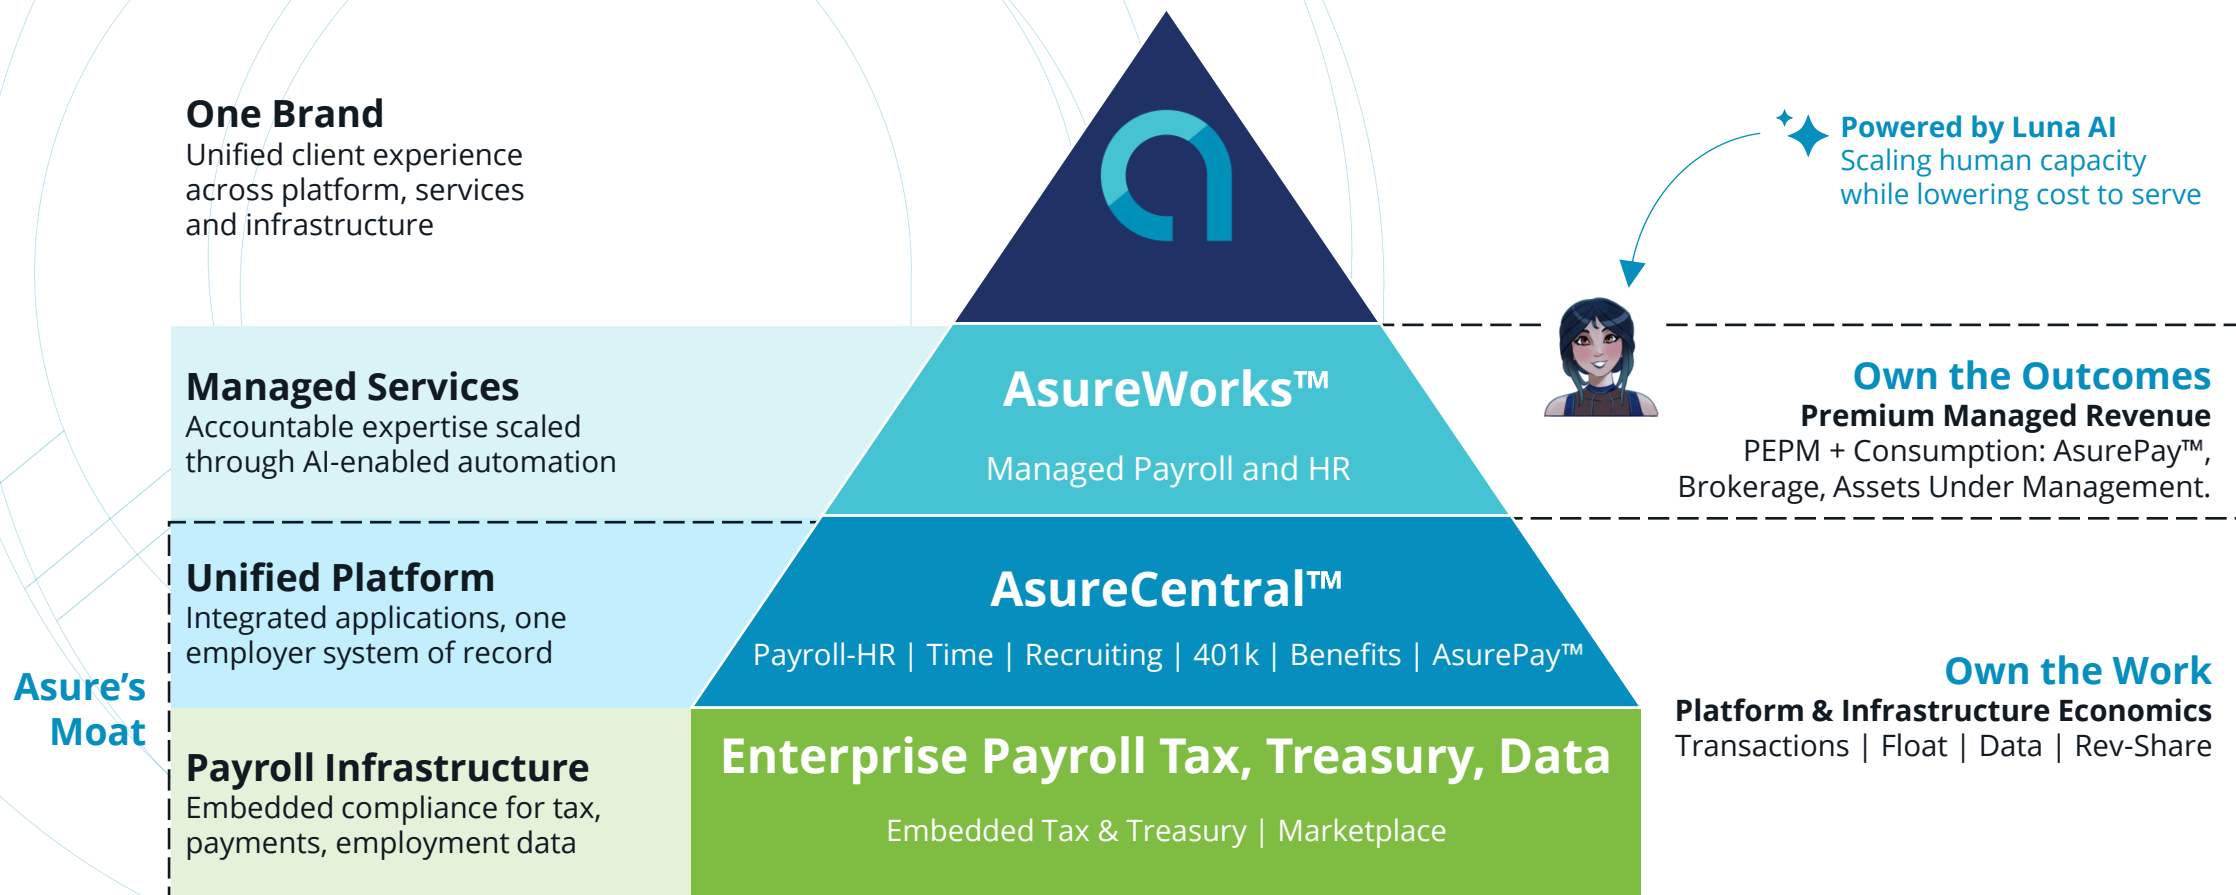 One Brand
Unified client experience
across platform, services
and infrastructure
Powered by Luna AI
Scaling human capacity
while lowering cost to serve
Managed Services
Accountable expertise scaled
through AI-enabled automation
AsureWorks™
Managed Payroll and HR
Own the Outcomes
Premium Managed Revenue
PEPM + Consumption: AsurePay™,
Brokerage, Assets Under Management.
Asure’s
Moat
Unified Platform
Integrated applications, one
employer system of record
AsureCentral™
Payroll-HR | Time | Recruiting | 401k | Benefits | AsurePay™
Own the Work
Platform & Infrastructure Economics
Transactions | Float | Data | Rev-Share
Payroll Infrastructure
Embedded compliance for tax,
payments, employment data
Enterprise Payroll Tax, Treasury, Data
Embedded Tax & Treasury | Marketplace